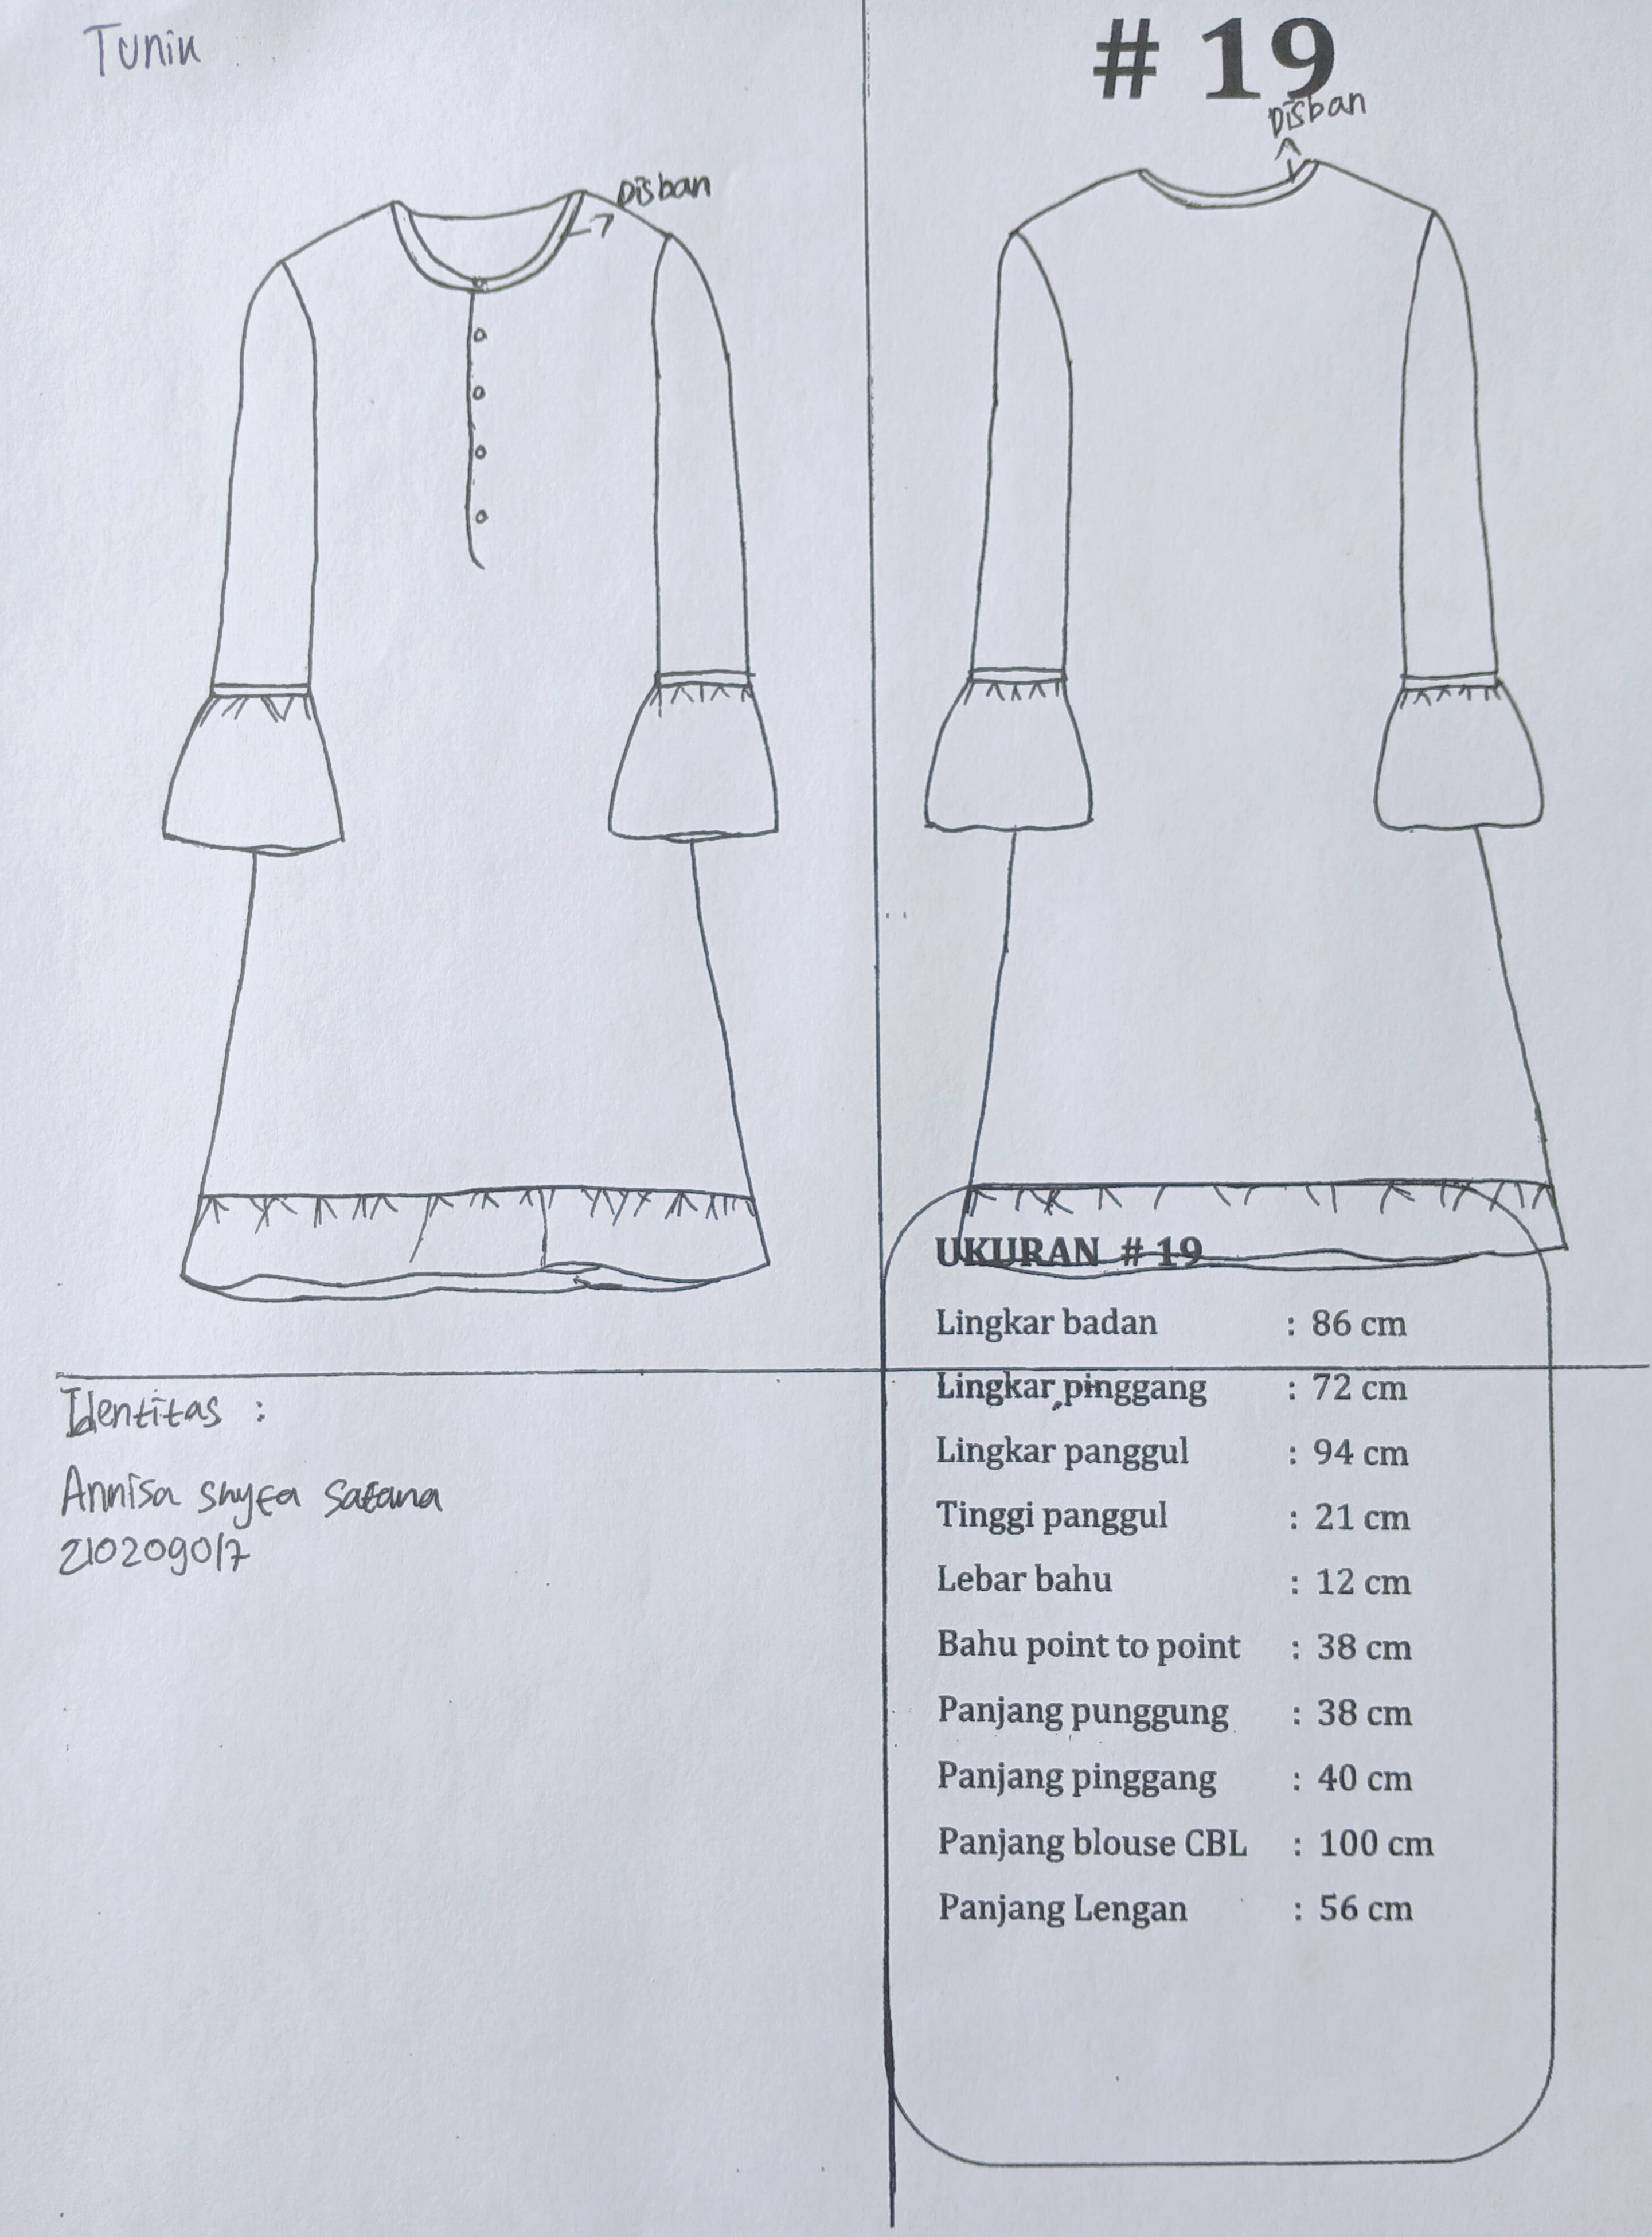 Tunik
# 19
Disban
Disban
UKURAN # 19
Lingkar badan : 86 cm
Lingkar pinggang : 72 cm
Lingkar panggul : 94 cm
Tinggi panggul : 21 cm
Lebar bahu : 12 cm
Bahu point to point : 38 cm
Panjang punggung : 38 cm
Panjang pinggang : 40 cm
Panjang blouse CBL : 100 cm
Panjang Lengan : 56 cm
Identitas :
Annisa
210209017